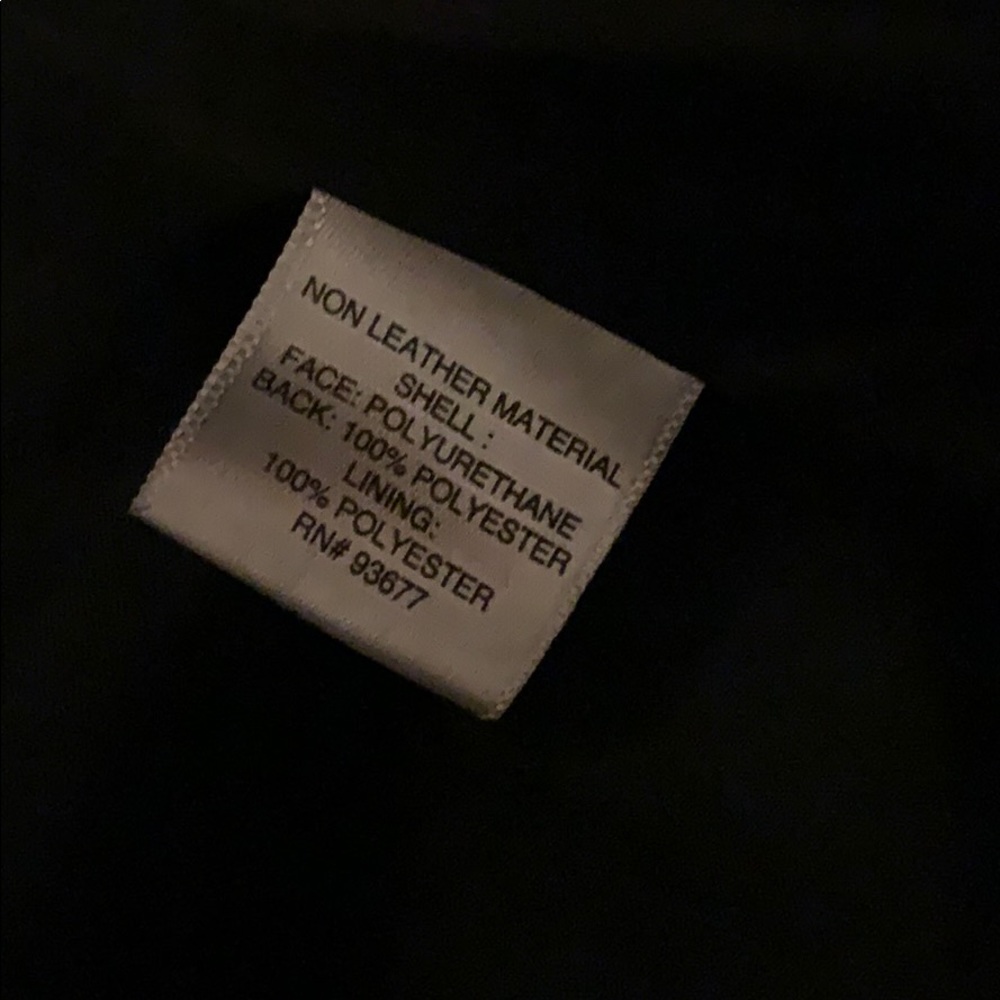 NON LEATHER MATERIAL
SHELL :
FACE: POLYURETHANE
BACK: 100% POLYESTER
LINING:
100% POLYESTER
RN# 93677